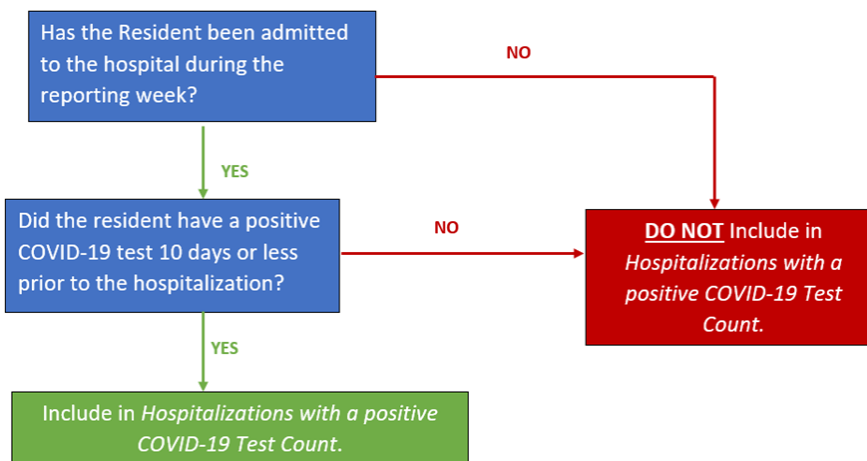 Has the Resident been admitted
to the hospital during the
reporting week?
NO
YES
Did the resident have a positive
COVID-19 test 10 days or less
prior to the hospitalization?
NO
DO NOT Include in
Hospitalizations with a
positive COVID-19 Test
Count.
YES
Include in Hospitalizations with a positive
COVID-19 Test Count.